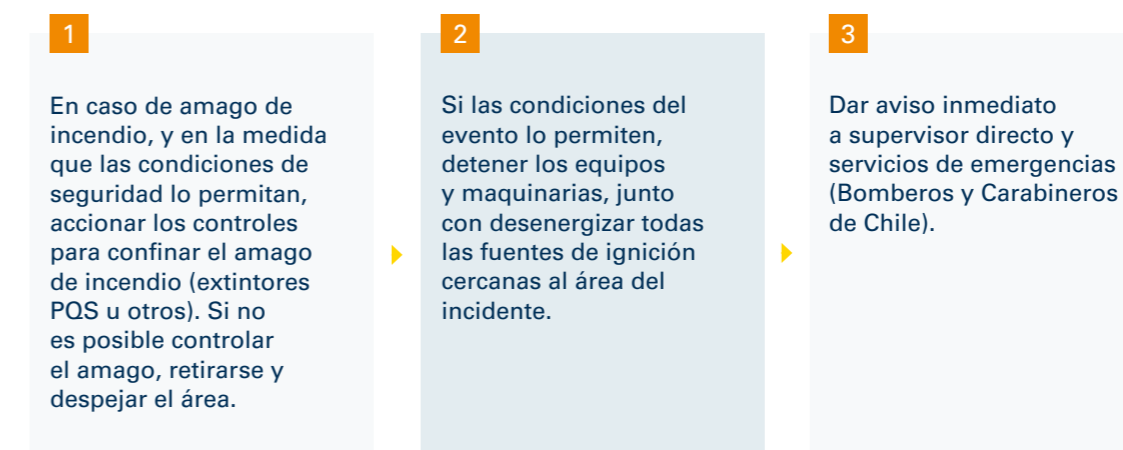 1
En caso de amago de
incendio, y en la medida
que las condiciones de
seguridad lo permitan,
accionar los controles
para confinar el amago
de incendio (extintores
PQS u otros). Si no
es posible controlar
el amago, retirarse y
despejar el área.
2
Si las condiciones del
evento lo permiten,
detener los equipos
y maquinarias, junto
con desenergizar todas
las fuentes de ignición
cercanas al área del
incidente.
3
Dar aviso inmediato
a supervisor directo y
servicios de emergencias
(Bomberos y Carabineros
de Chile).